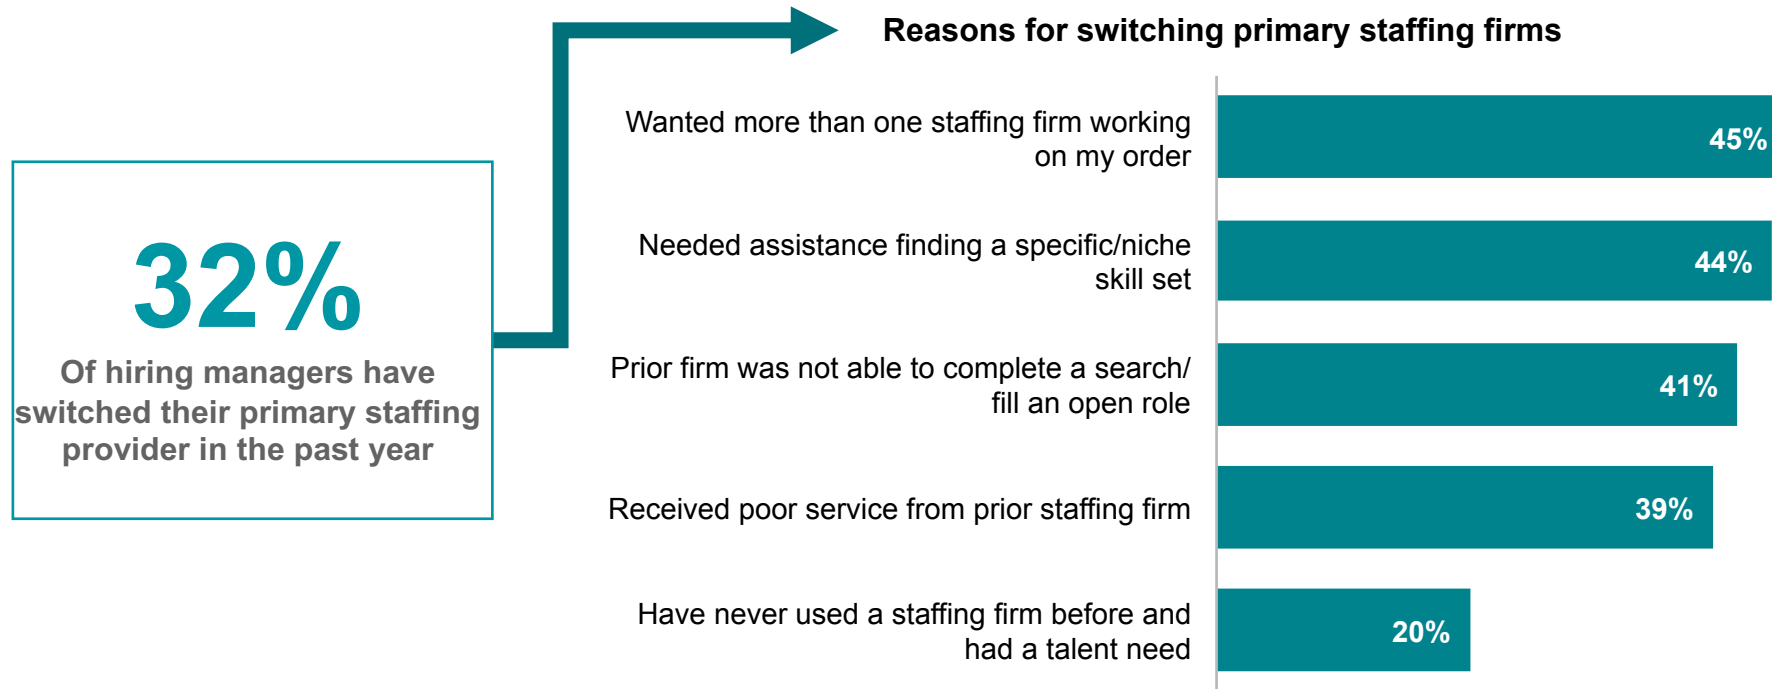 Reasons for switching primary staffing firms
32%
Of hiring managers have
switched their primary staffing
provider in the past year
Wanted more than one staffing firm working
on my order
45%
Needed assistance finding a specific/niche
skill set
44%
Prior firm was not able to complete a search/
fill an open role
41%
Received poor service from prior staffing firm
39%
Have never used a staffing firm before and
had a talent need
20%